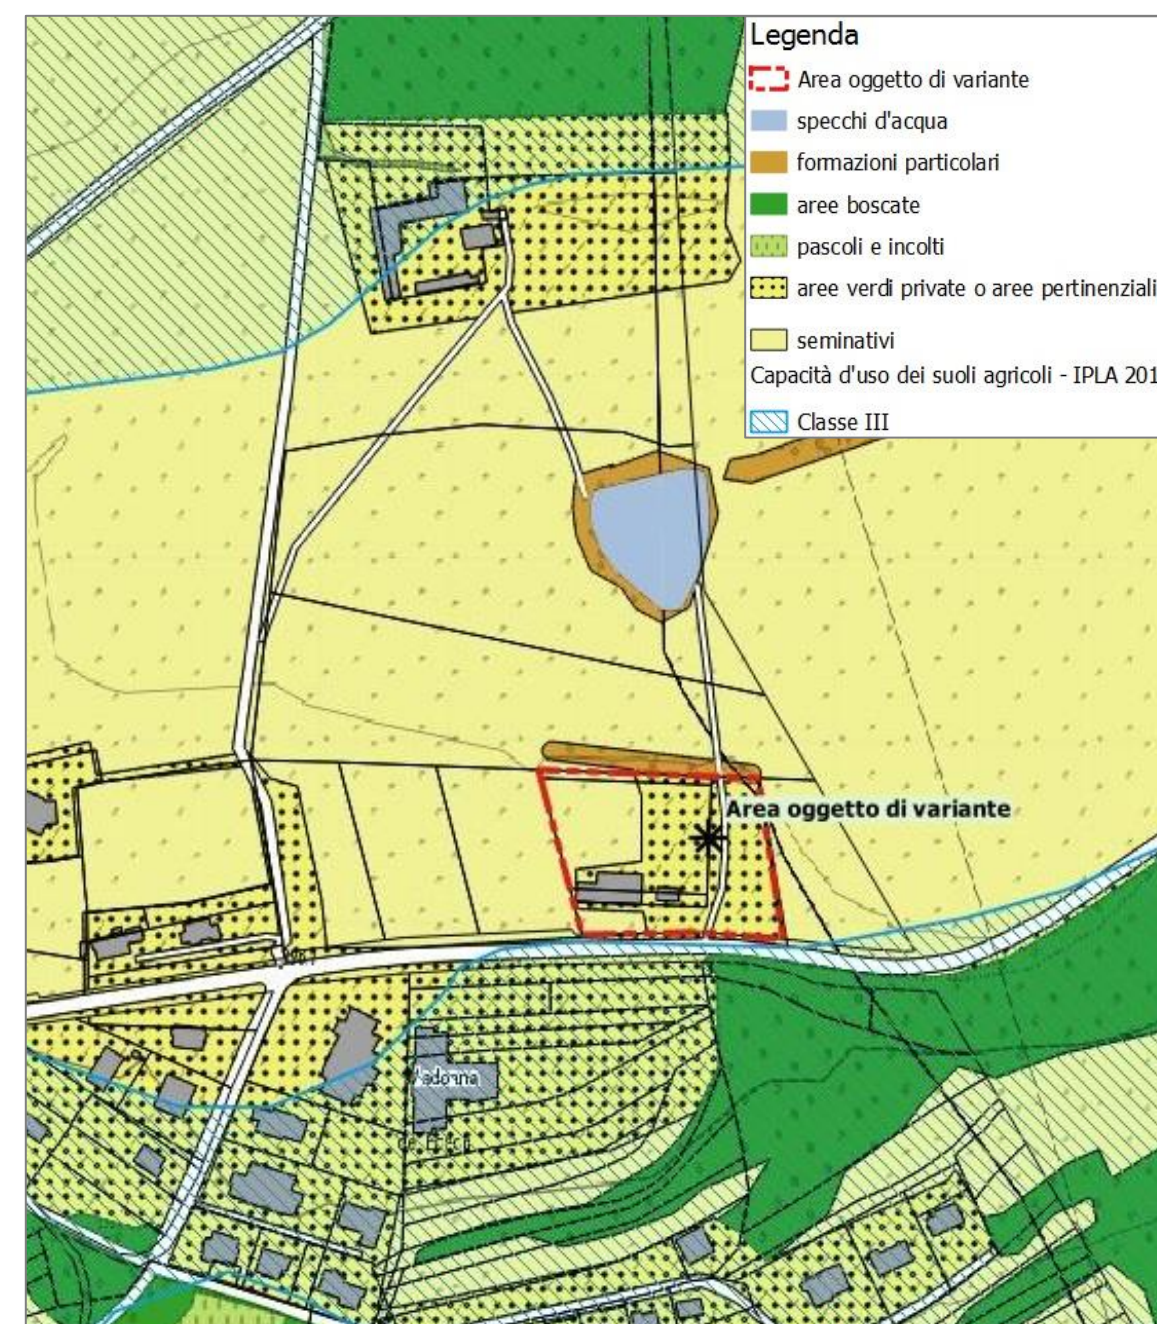 Legenda
Area oggetto di variante
specchi d'acqua
formazioni particolari
aree boscate
pascoli e incolti
aree verdi private o aree pertinenziali
seminativi
Capacità d'uso dei suoli agricoli - IPLA 201
Classe III
Area oggetto di variante
Madonna